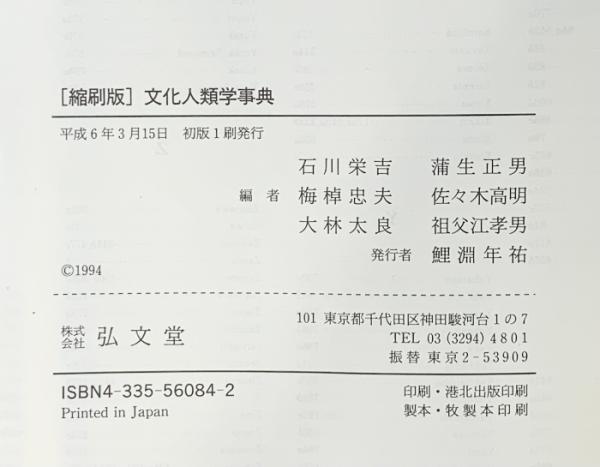 [縮刷版] 文化人類学事典
平成6年3月15日 初版1刷発行
石川栄吉 蒲生正男
編者 梅棹忠夫 佐々木高明
大林太良 祖父江孝男
発行者 鯉淵年祐
©1994
株式会社 弘文堂
101 東京都千代田区神田駿河台1の7
TEL 03(3294)4801
振替 東京2-53909
ISBN4-335-56084-2
Printed in Japan
印刷・港北出版印刷
製本・牧製本印刷